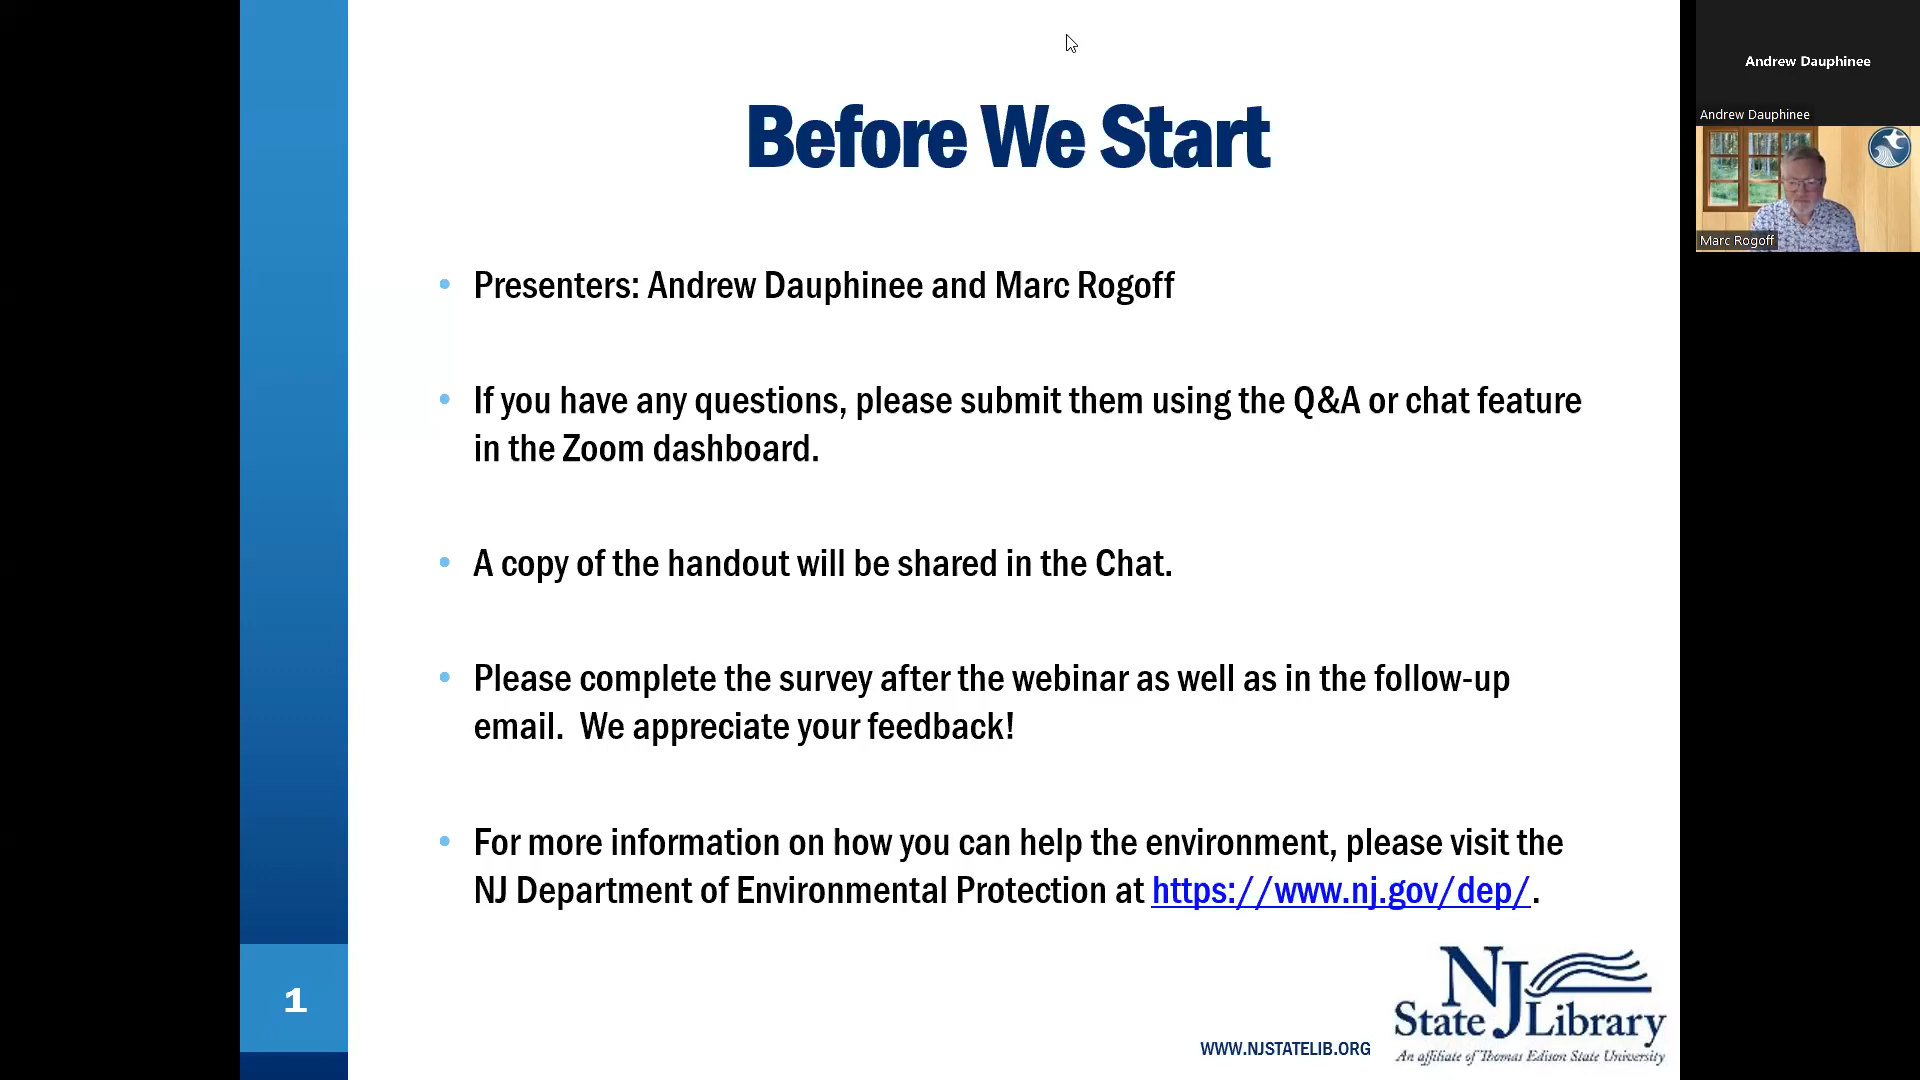 Before We Start
Presenters: Andrew Dauphinee and Marc Rogoff
If you have any questions, please submit them using the Q&A or chat feature
in the Zoom dashboard.
A copy of the handout will be shared in the Chat.
Please complete the survey after the webinar as well as in the follow-up
email. We appreciate your feedback!
For more information on how you can help the environment, please visit the
NJ Department of Environmental Protection at https://www.nj.gov/dep/.
1
WWW.NJSTATELIB.ORG
NJ
State Library
An affiliate of Thomas Edison State University
Andrew Dauphinee
Andrew Dauphinee
Marc Rogoff